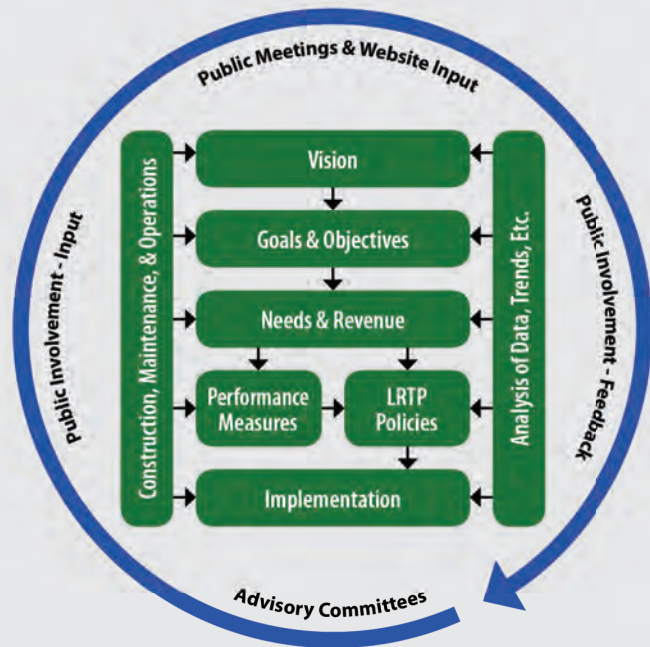 Public Meetings & Website Input
Public Involvement - Input
Construction, Maintenance, & Operations
Vision
Goals & Objectives
Needs & Revenue
Performance
Measures
LRTP
Policies
Implementation
Analysis of Data, Trends, Etc.
Public Involvement - Feedback
Advisory Committees